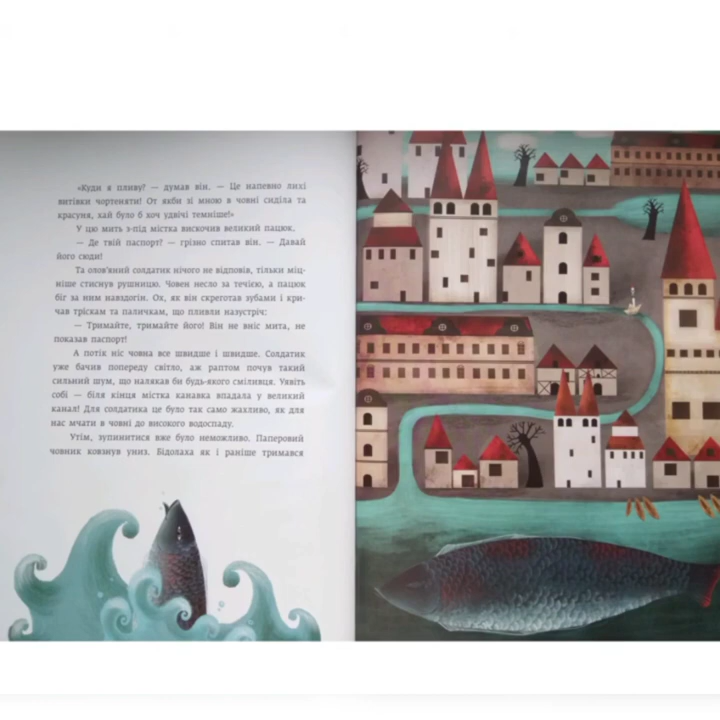 «Куди я пливу? — думав він. — Це напевно лихі
витівки чортеняти! От якби зі мною в човні сиділа та
красуня, хай було б хоч удвічі темніше!»
У цю мить з-під містка вискочив великий пацюк.
— Де твій паспорт? — грізно спитав він. — Давай
його сюди!
Та олов'яний солдатик нічого не відповів, тільки міц-
ніше стиснув рушницю. Човен несло за течією, а пацюк
біг за ним навздогін. Ох, як він скреготав зубами і кри-
чав тріскам та паличкам, що пливли назустріч:
— Тримайте, тримайте його! Він не вніс мита, не
показав паспорт!
А потік ніс човна все швидше і швидше. Солдатик
уже бачив попереду світло, аж раптом почув такий
сильний шум, що налякав би будь-якого сміливця. Уявіть
собі — біля кінця містка канавка впадала у великий
канал! Для солдатика це було так само жахливо, як для
нас мчати в човні до високого водоспаду.
Утім, зупинитися вже було неможливо. Паперовий
човник ковзнув униз. Бідолаха як і раніше тримався